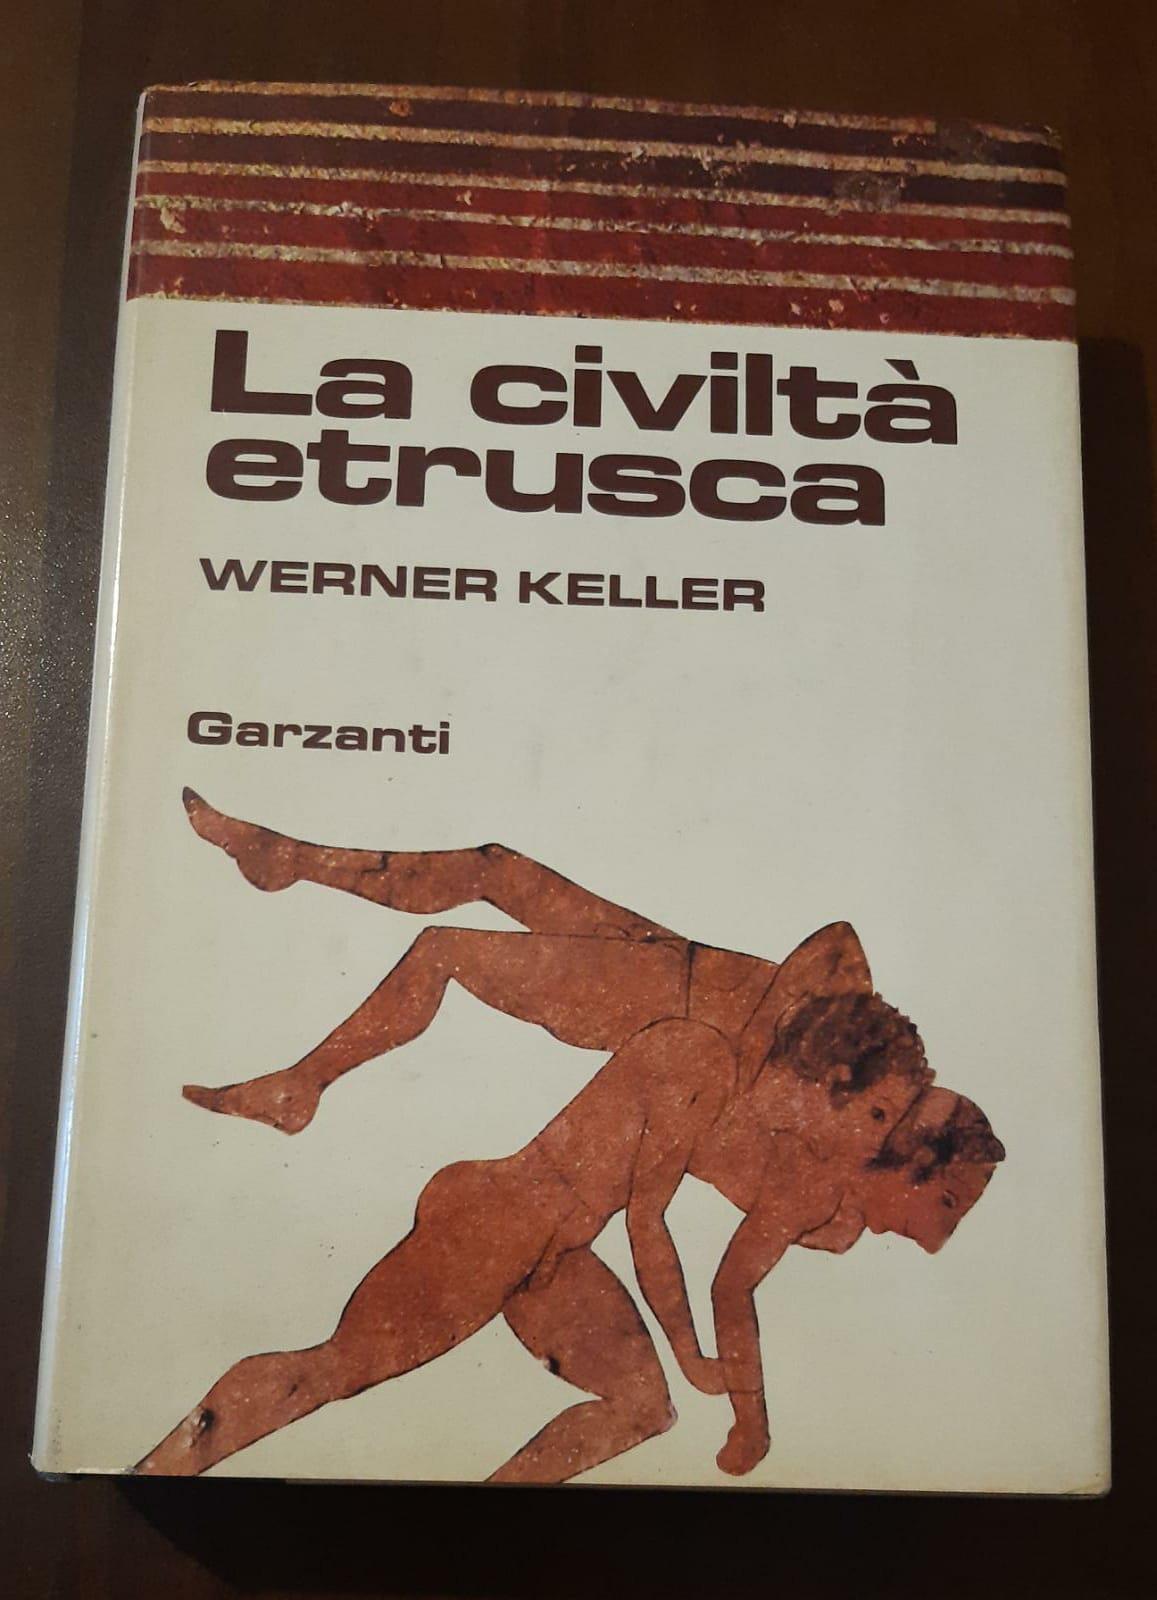 La civiltà
etrusca
WERNER KELLER
Garzanti